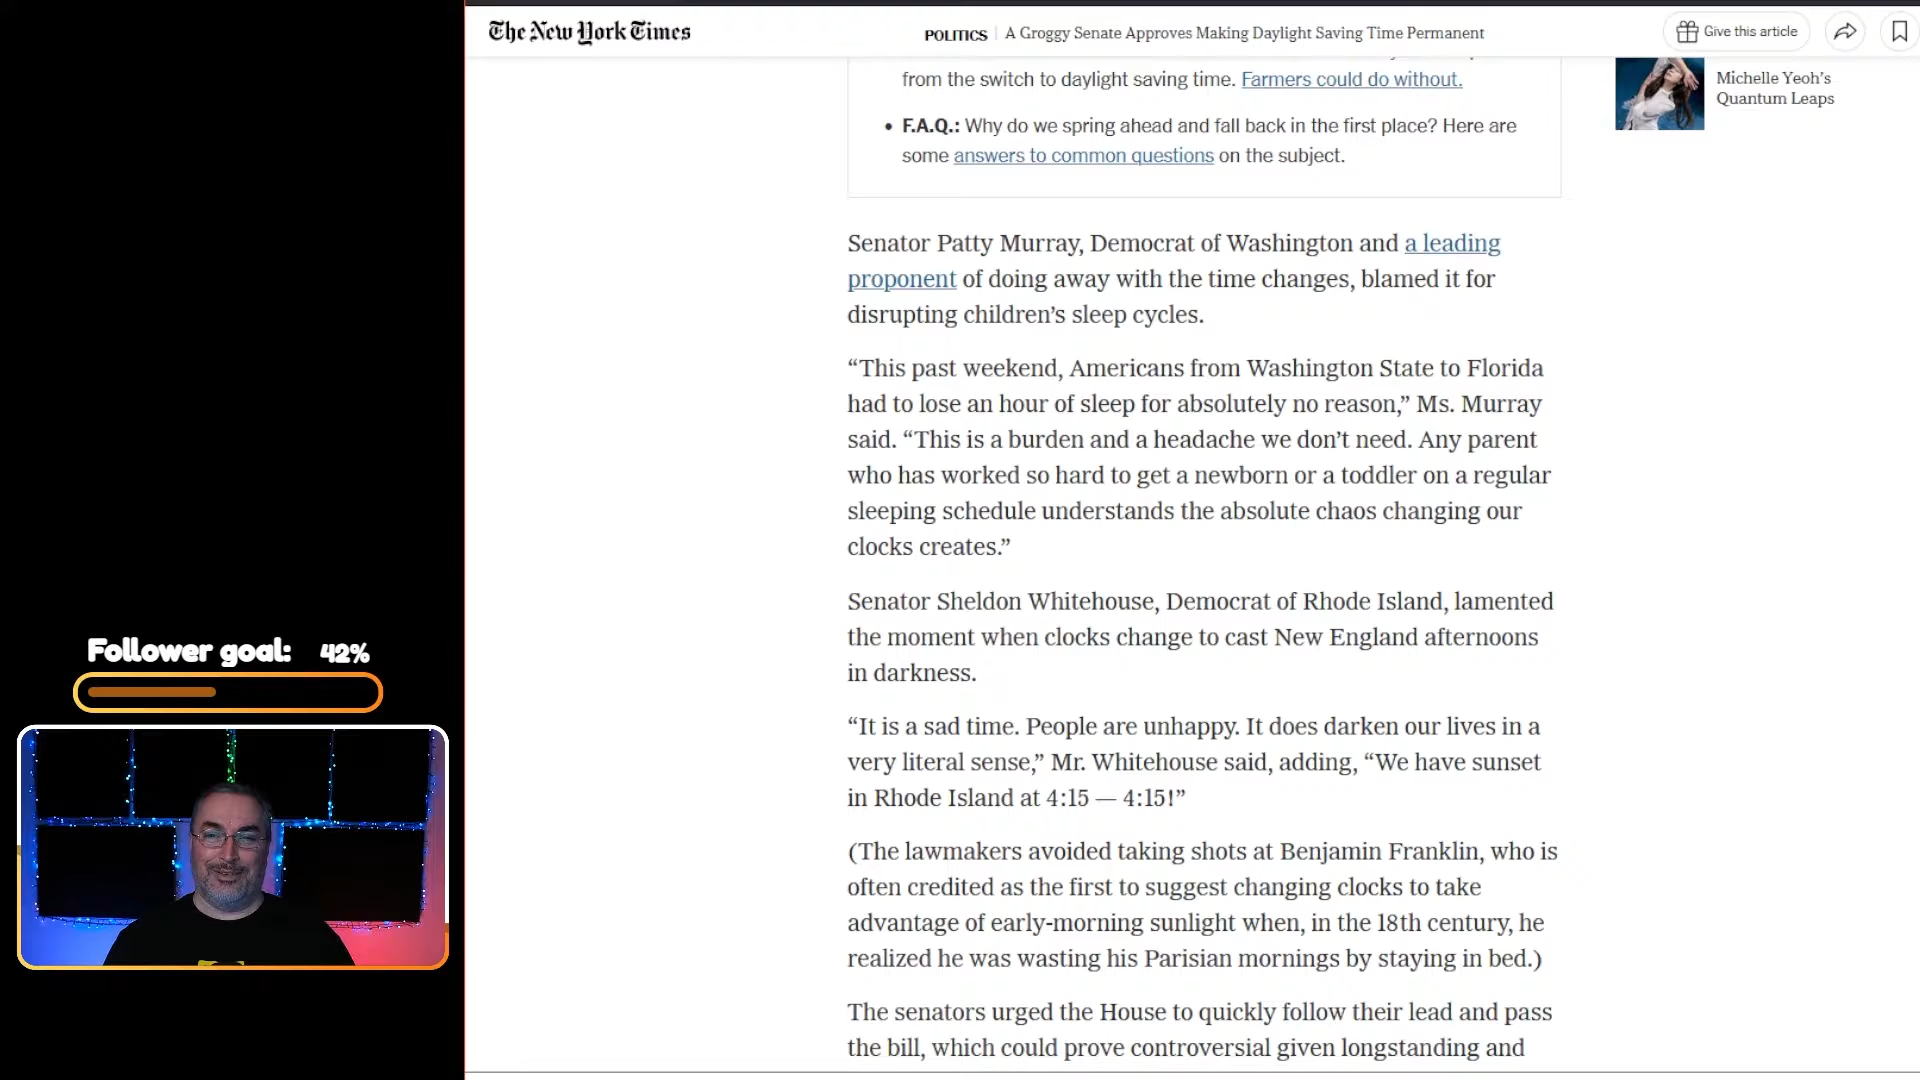 The New York Times
POLITICS | A Groggy Senate Approves Making Daylight Saving Time Permanent
Give this article
from the switch to daylight saving time. Farmers could do without.
• F.A.Q.: Why do we spring ahead and fall back in the first place? Here are
some answers to common questions on the subject.
Michelle Yeoh’s
Quantum Leaps
Senator Patty Murray, Democrat of Washington and a leading
proponent of doing away with the time changes, blamed it for
disrupting children’s sleep cycles.
“This past weekend, Americans from Washington State to Florida
had to lose an hour of sleep for absolutely no reason,” Ms. Murray
said. “This is a burden and a headache we don’t need. Any parent
who has worked so hard to get a newborn or a toddler on a regular
sleeping schedule understands the absolute chaos changing our
clocks creates.”
Senator Sheldon Whitehouse, Democrat of Rhode Island, lamented
the moment when clocks change to cast New England afternoons
in darkness.
“It is a sad time. People are unhappy. It does darken our lives in a
very literal sense,” Mr. Whitehouse said, adding, “We have sunset
in Rhode Island at 4:15 — 4:15!”
(The lawmakers avoided taking shots at Benjamin Franklin, who is
often credited as the first to suggest changing clocks to take
advantage of early-morning sunlight when, in the 18th century, he
realized he was wasting his Parisian mornings by staying in bed.)
The senators urged the House to quickly follow their lead and pass
the bill, which could prove controversial given longstanding and
Follower goal: 42%